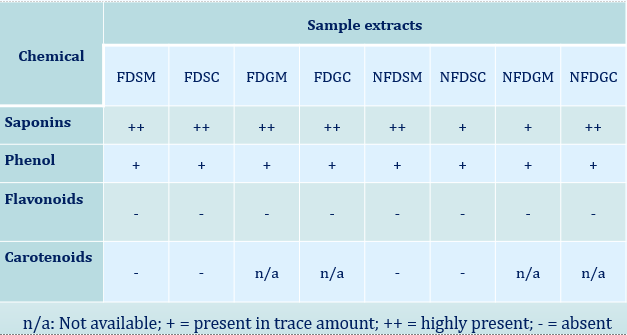 Chemical Sample extracts
FDSM FDSC FDGM FDGC NFDSM NFDSC NFDGM NFDGC
Saponins ++ ++ ++ ++ ++ + + ++
Phenol + + + + + + + +
Flavonoids - - - - - - - -
Carotenoids - - n/a n/a - - n/a n/a
n/a: Not available; + = present in trace amount; ++ = highly present; - = absent